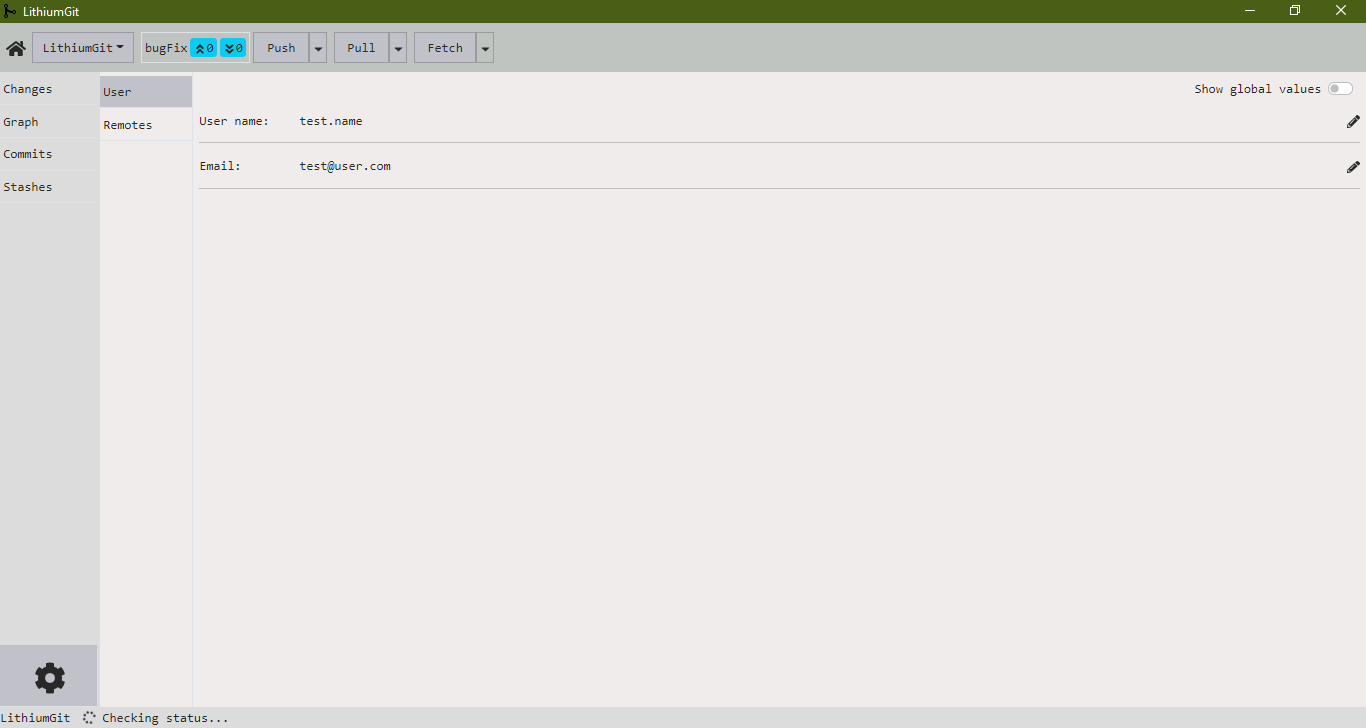 LithiumGit
LithiumGit bugFix 0 0 Push Pull Fetch
Changes
Graph
Commits
Stashes
User
Remotes
Show global values
User name: test.name
Email: test@user.com
LithiumGit Checking status...